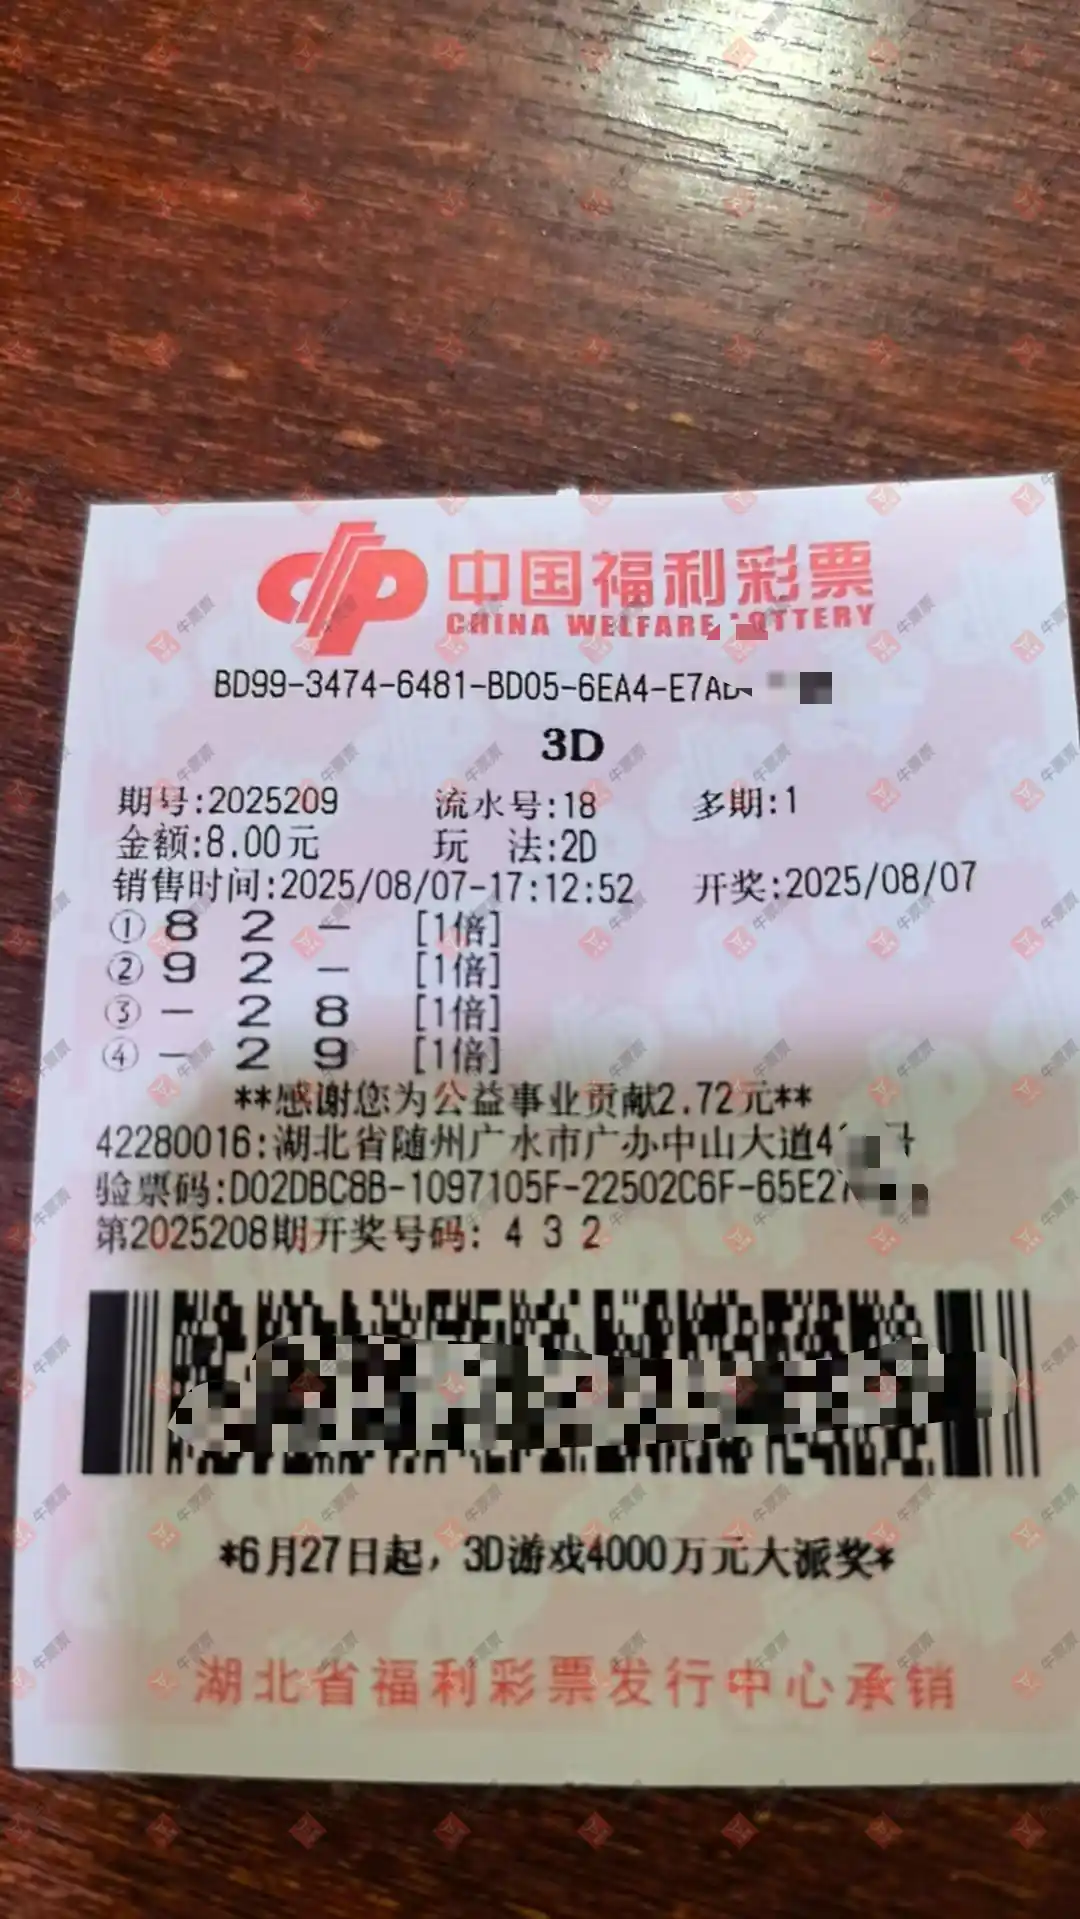 中国福利彩票
CHINA WELFARE LOTTERY
BD99-3474-6481-BD05-6EA4-E7A
3D
期号:2025209 流水号:18 多期:1
金额:8.00元 玩 法:2D
销售时间:2025/08/07-17:12:52 开奖:2025/08/07
① 8 2 - [1倍]
② 9 2 - [1倍]
③ - 2 8 [1倍]
④ - 2 9 [1倍]
**感谢您为公益事业贡献2.72元**
42280016:湖北省随州广水市广办中山大道4
验票码:D02DBC8B-1097105F-22502C6F-65E27
第2025208期开奖号码: 4 3 2
*6月27日起，3D游戏4000万元大派奖*
湖北省福利彩票发行中心承销
牛票票